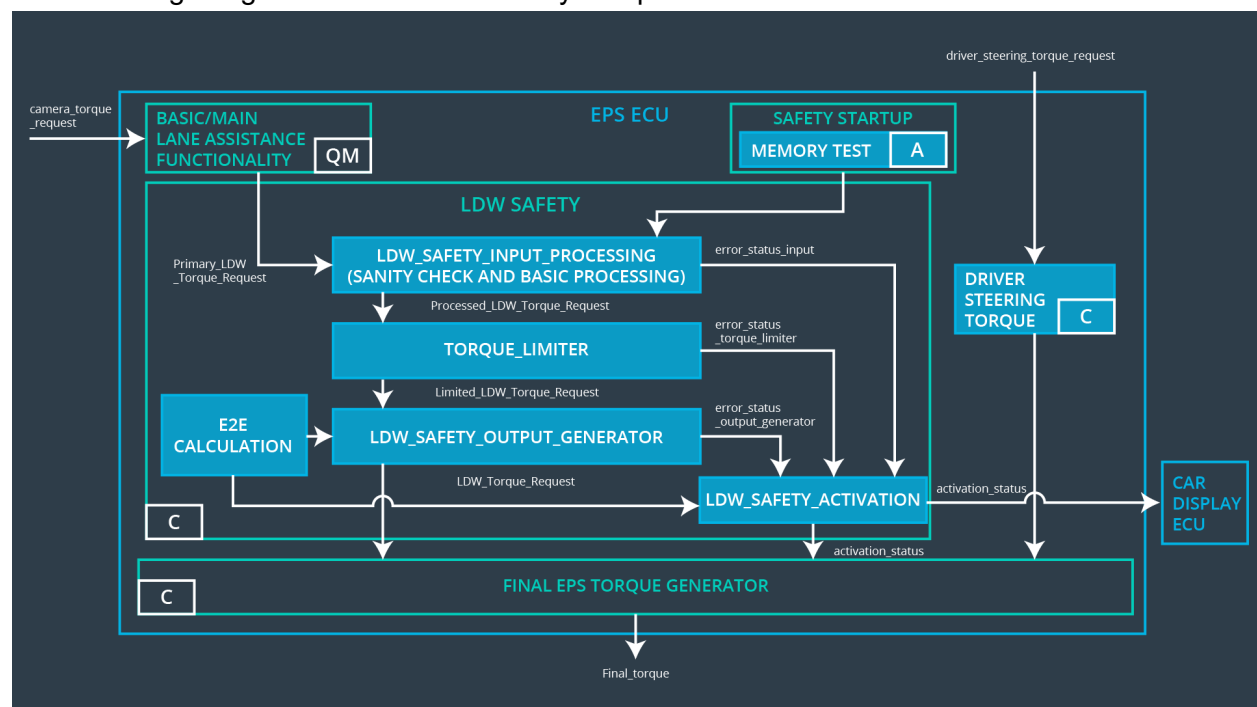 driver_steering_torque_request
camera_torque
_request
BASIC/MAIN
LANE ASSISTANCE
FUNCTIONALITY
QM
EPS ECU
SAFETY STARTUP
MEMORY TEST
A
LDW SAFETY
Primary_LDW
_Torque_Request
LDW_SAFETY_INPUT_PROCESSING
(SANITY CHECK AND BASIC PROCESSING)
error_status_input
DRIVER
STEERING
TORQUE
C
Processed_LDW_Torque_Request
TORQUE_LIMITER
error_status
_torque_limiter
Limited_LDW_Torque_Request
E2E
CALCULATION
LDW_SAFETY_OUTPUT_GENERATOR
error_status
_output_generator
LDW_Torque_Request
LDW_SAFETY_ACTIVATION
activation_status
CAR
DISPLAY
ECU
C
activation_status
C
FINAL EPS TORQUE GENERATOR
Final_torque